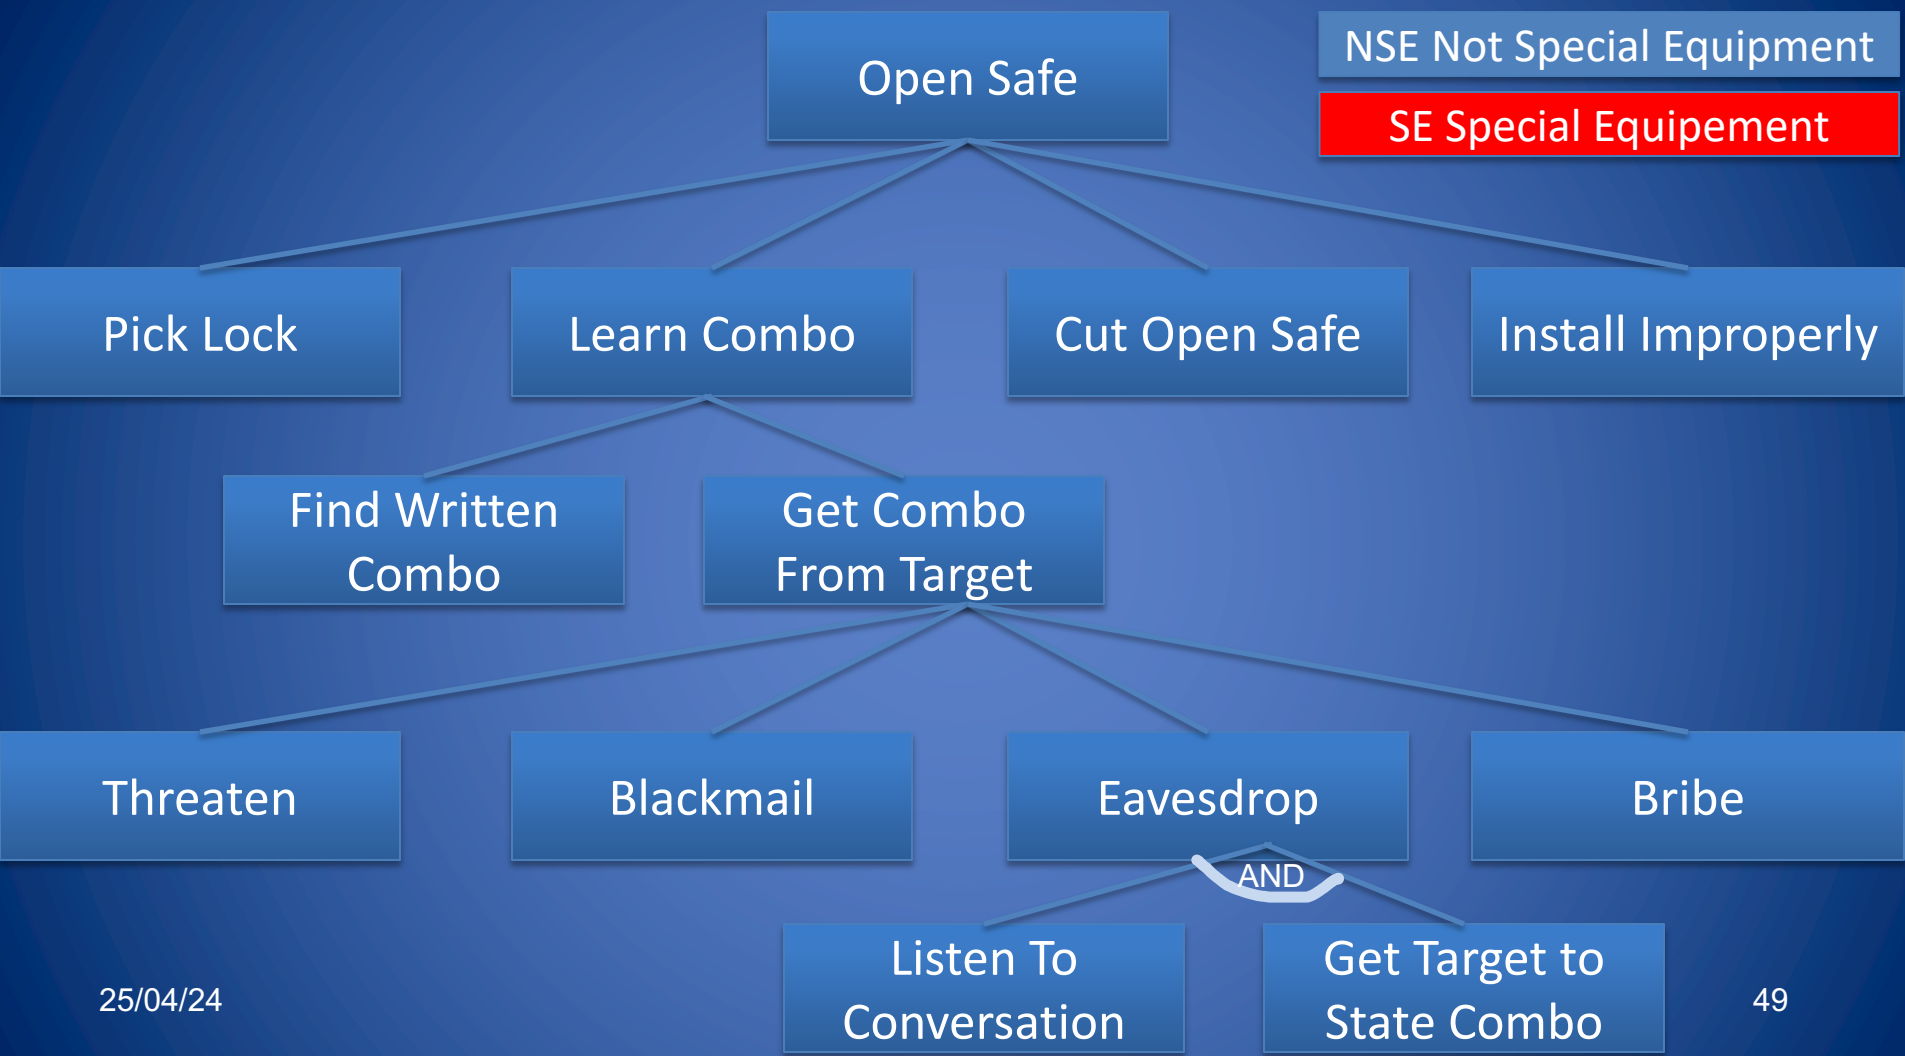 Open Safe
NSE Not Special Equipment
SE Special Equipement
Pick Lock
Learn Combo
Cut Open Safe
Install Improperly
Find Written
Combo
Get Combo
From Target
Threaten
Blackmail
Eavesdrop
Bribe
AND
Listen To
Conversation
Get Target to
State Combo
25/04/24
49